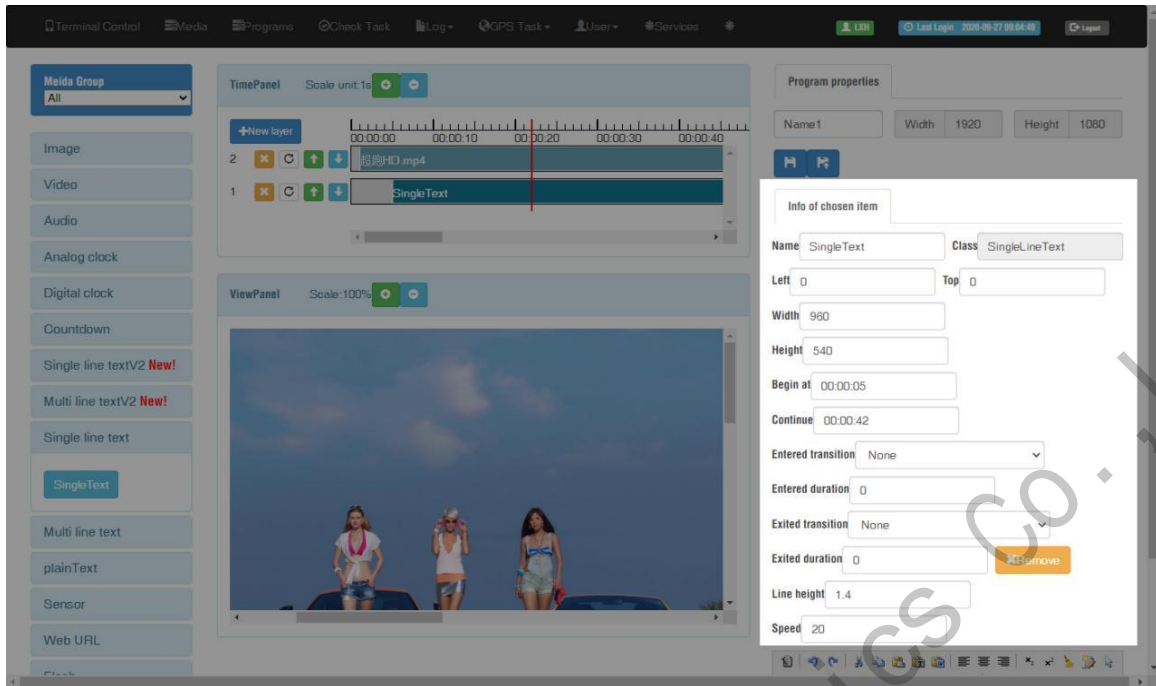 Terminal Control Media Programs Check Task Log GPS Task User Services LXH Last Login 2020-09-27 09:04:49 Logout
Meida Group
All
Image
Video
Audio
Analog clock
Digital clock
Countdown
Single line textV2 New!
Multi line textV2 New!
Single line text
SingleText
Multi line text
plainText
Sensor
Web URL
TimePanel Scale unit:1s
New layer
00:00:00 00:00:10 00:00:20 00:00:30 00:00:40
2 超跑HD.mp4
1 SingleText
ViewPanel Scale:100%
Program properties
Name1 Width 1920 Height 1080
Info of chosen item
Name SingleText Class SingleLineText
Left 0 Top 0
Width 960
Height 540
Begin at 00:00:05
Continue 00:00:42
Entered transition None
Entered duration 0
Exited transition None
Exited duration 0 Remove
Line height 1.4
Speed 20
ics Co.,